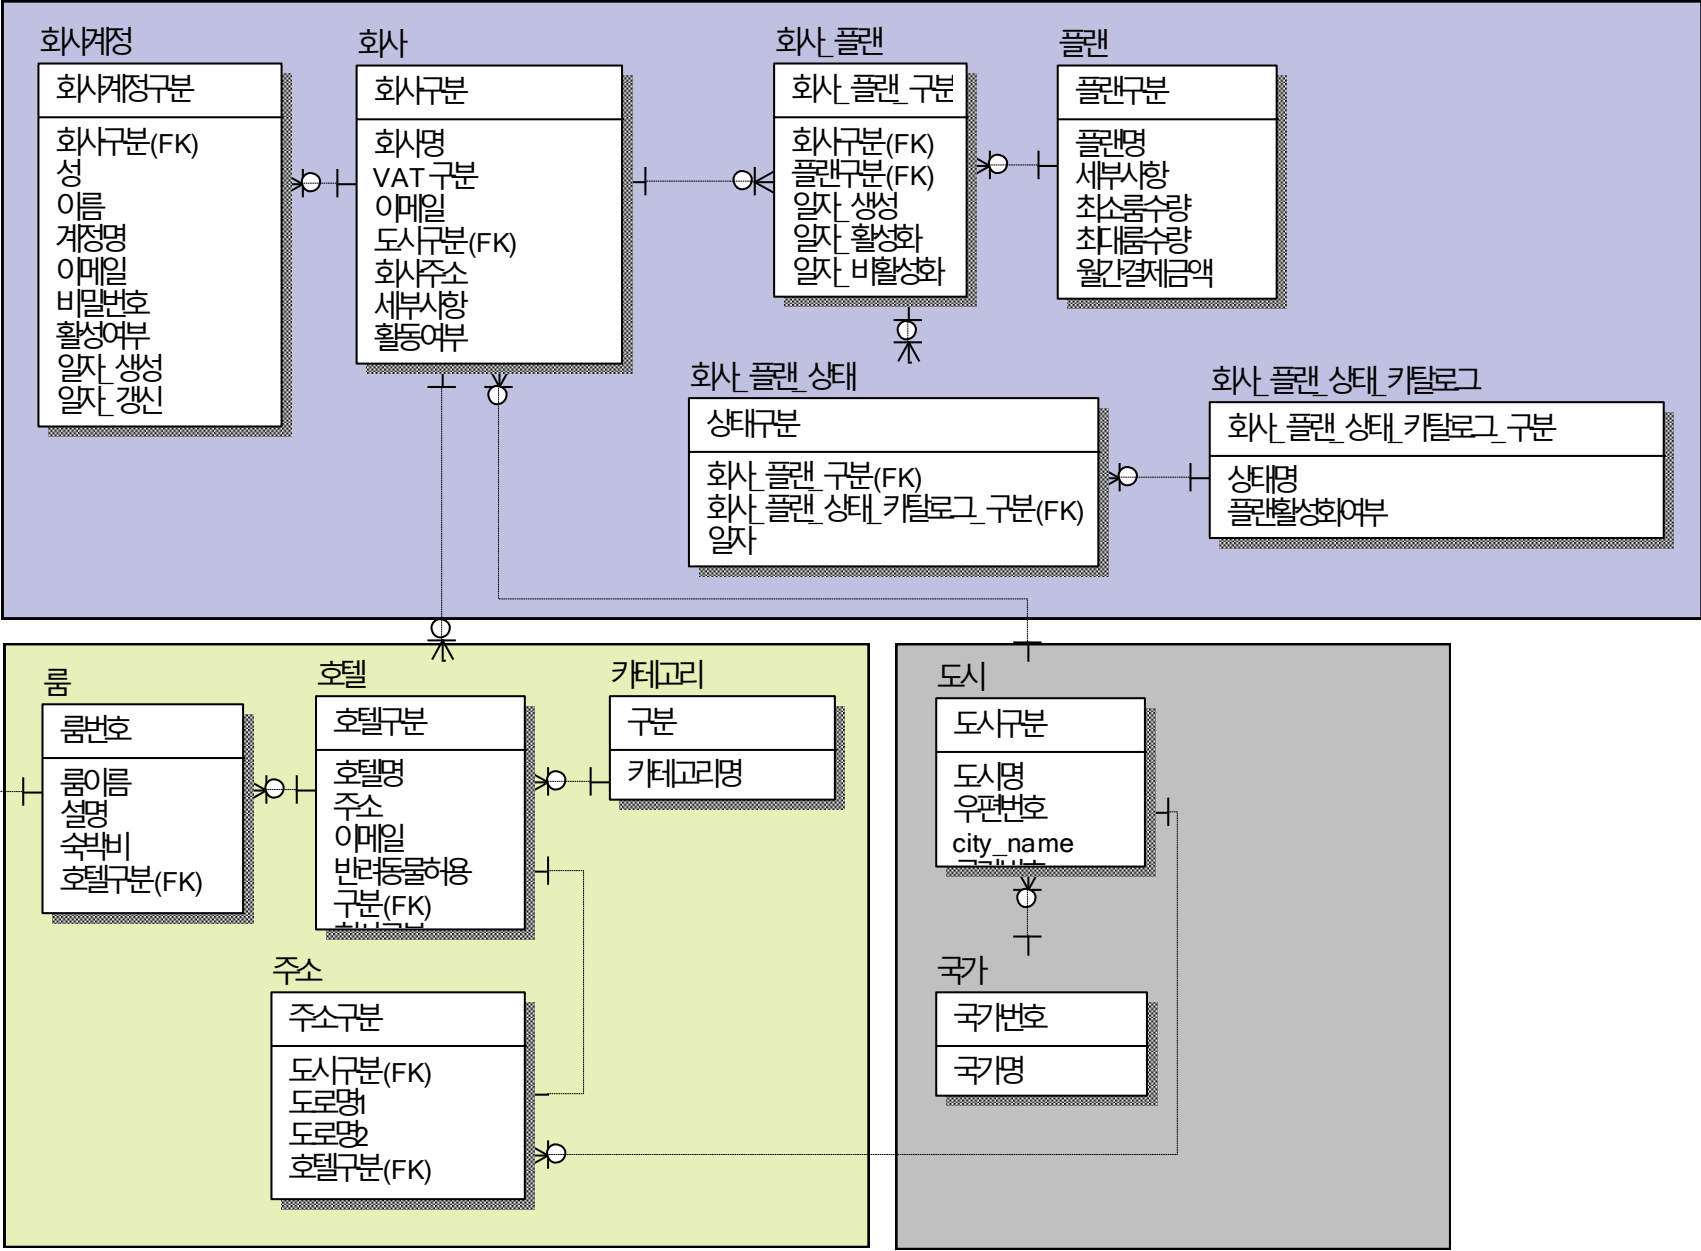 회사계정
회사계정구분
회사구분(FK)
성
이름
계정명
이메일
비밀번호
활성여부
일자_생성
일자_갱신
회사
회사구분
회사명
VAT 구분
이메일
도시구분(FK)
회사주소
세부사항
활동여부
회사_플랜
회사_플랜_구분
회사구분(FK)
플랜구분(FK)
일자_생성
일자_활성화
일자_비활성화
플랜
플랜구분
플랜명
세부사항
최소룸수량
최대룸수량
월간결제금액
회사_플랜_상태
상태구분
회사_플랜_구분(FK)
회사_플랜_상태_키탈로그_구분(FK)
일자
회사_플랜_상태_키탈로그
회사_플랜_상태_키탈로그_구분
상태명
플랜활성화여부
룸
룸번호
룸이름
설명
숙박비
호텔구분(FK)
호텔
호텔구분
호텔명
주소
이메일
반려동물허용
구분(FK)
카테고리
구분
카테고리명
주소
주소구분
도시구분(FK)
도로명1
도로명2
호텔구분(FK)
도시
도시구분
도시명
우편번호
city_name
국가
국가번호
국가명